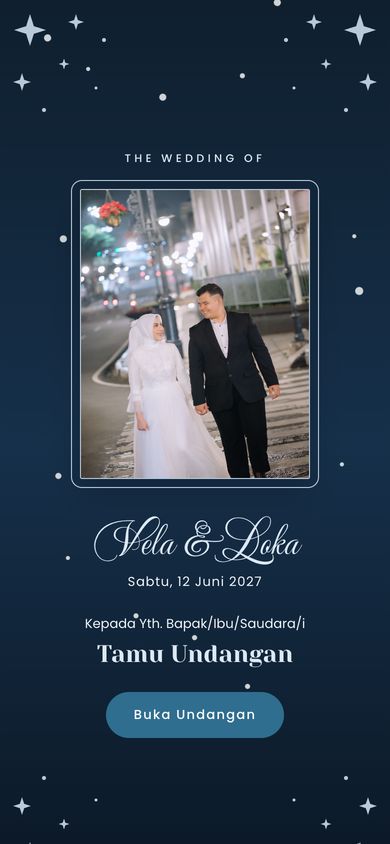 THE WEDDING OF
Vela & Loka
Sabtu, 12 Juni 2027
Kepada Yth. Bapak/Ibu/Saudara/i
Tamu Undangan
Buka Undangan